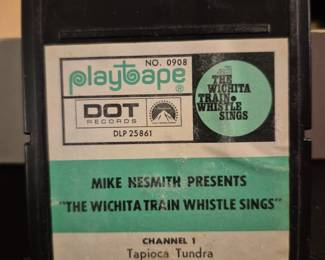 NO. 0908
playtape®
DOT
RECORDS
DLP 25861
THE
WICHITA
TRAIN•
WHISTLE
SINGS
MIKE NESMITH PRESENTS
"THE WICHITA TRAIN WHISTLE SINGS"
CHANNEL 1
Tapioca Tundra